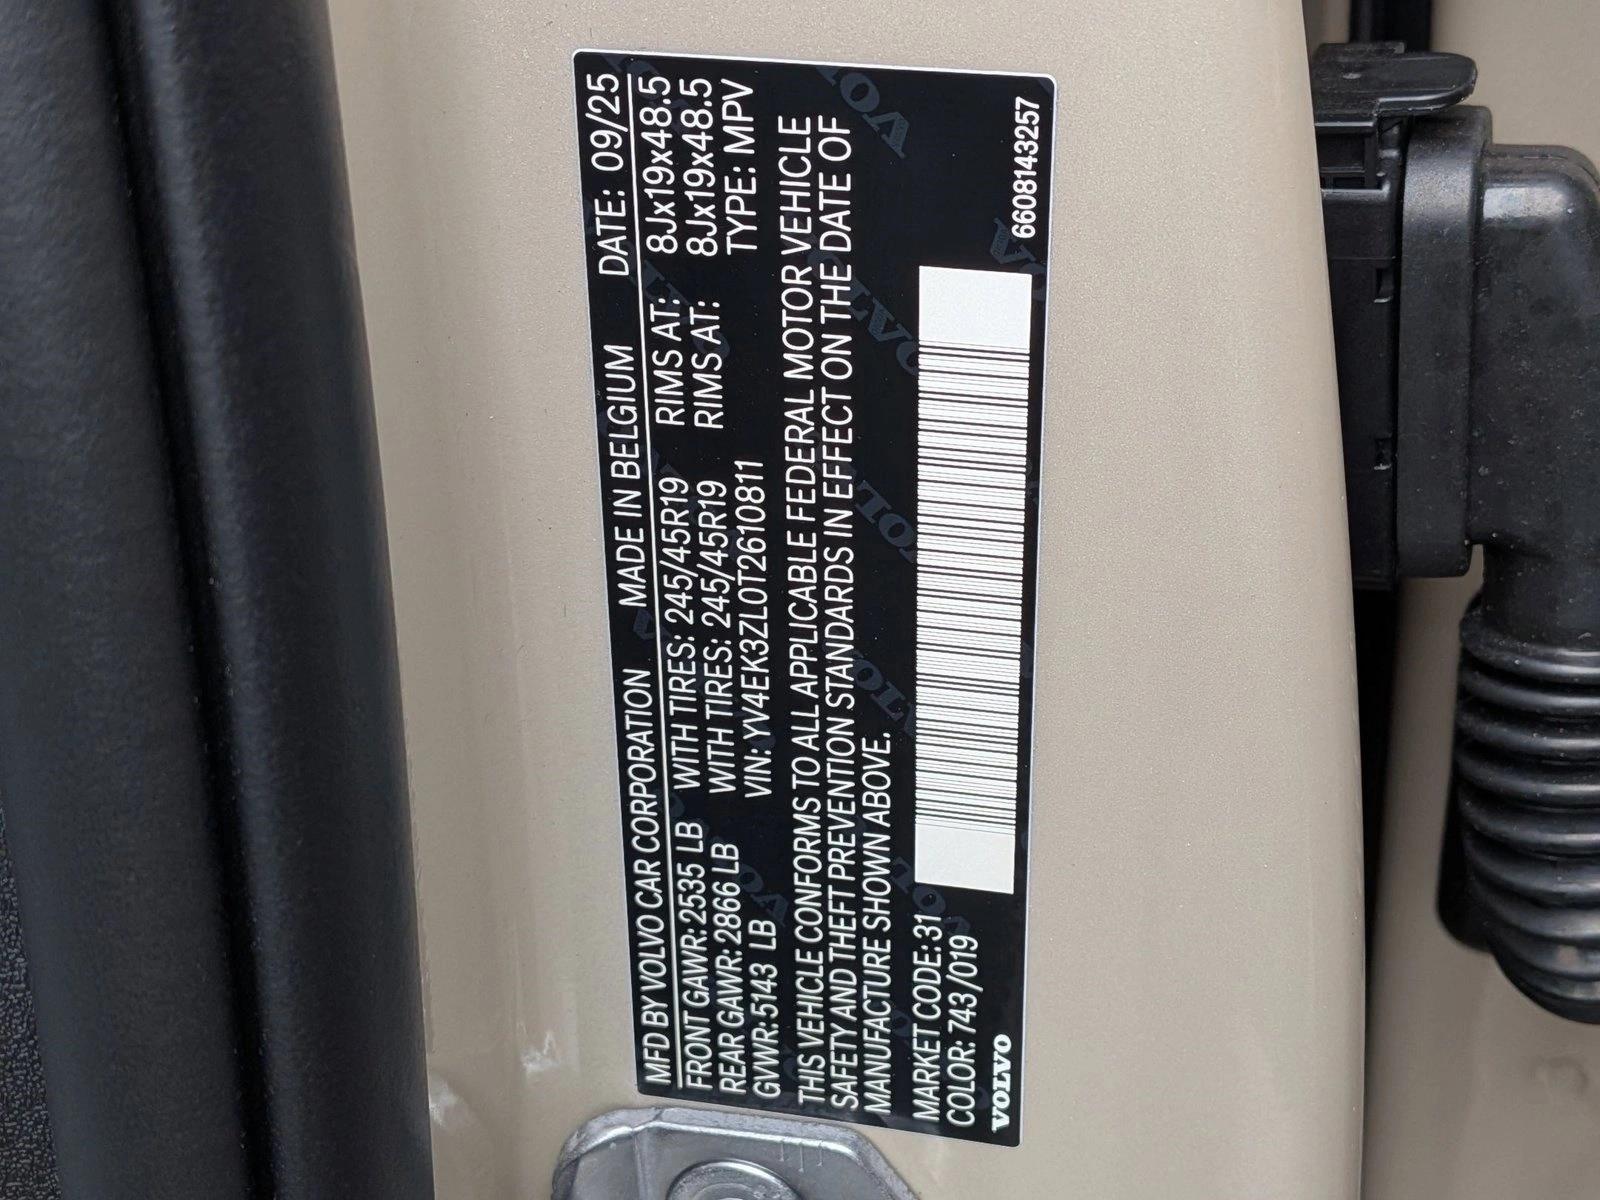 MFD BY VOLVO CAR CORPORATION MADE IN BELGIUM DATE: 09/25
FRONT GAWR: 2535 LB WITH TIRES: 245/45R19 RIMS AT: 8Jx19x48.5
REAR GAWR: 2866 LB WITH TIRES: 245/45R19 RIMS AT: 8Jx19x48.5
GVWR: 5143 LB VIN: YV4EK3ZL0T2610811 TYPE: MPV
THIS VEHICLE CONFORMS TO ALL APPLICABLE FEDERAL MOTOR VEHICLE
SAFETY AND THEFT PREVENTION STANDARDS IN EFFECT ON THE DATE OF
MANUFACTURE SHOWN ABOVE.
MARKET CODE: 31
COLOR: 743 /019
VOLVO
6608143257